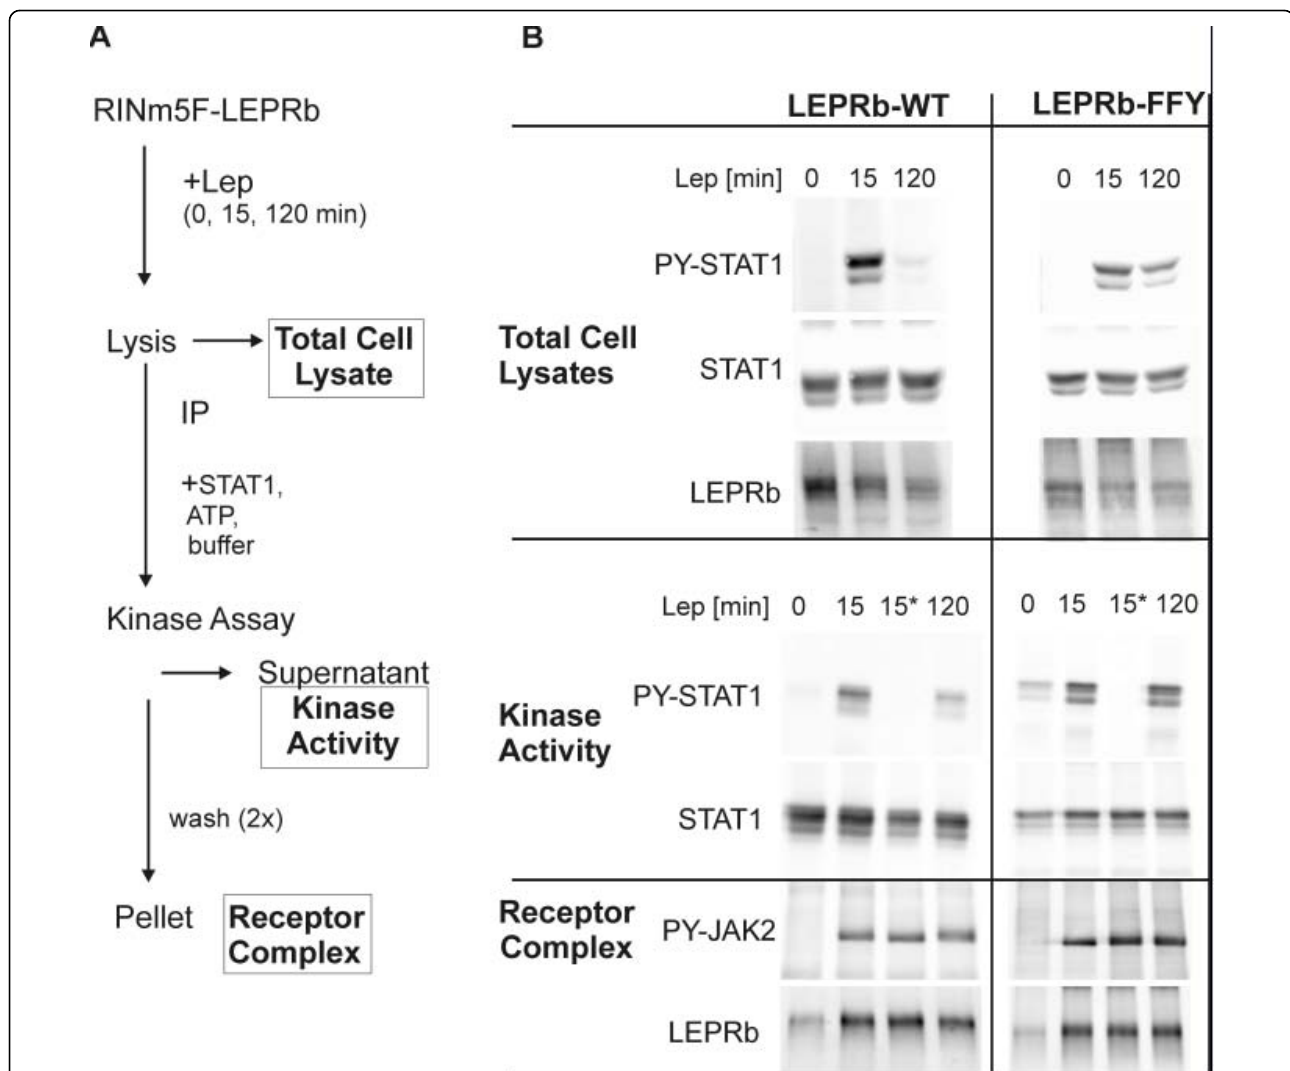 A
RINm5F-LEPRb
+Lep
(0, 15, 120 min)
Lysis
Total Cell
Lysate
IP
+STAT1,
ATP,
buffer
Kinase Assay
Supernatant
Kinase
Activity
wash (2x)
Pellet
Receptor
Complex
B
LEPRb-WT LEPRb-FFY
Lep [min] 0 15 120 0 15 120
PY-STAT1
Total Cell
Lysates
STAT1
LEPRb
Lep [min] 0 15 15* 120 0 15 15* 120
PY-STAT1
Kinase
Activity
STAT1
Receptor
Complex
PY-JAK2
LEPRb